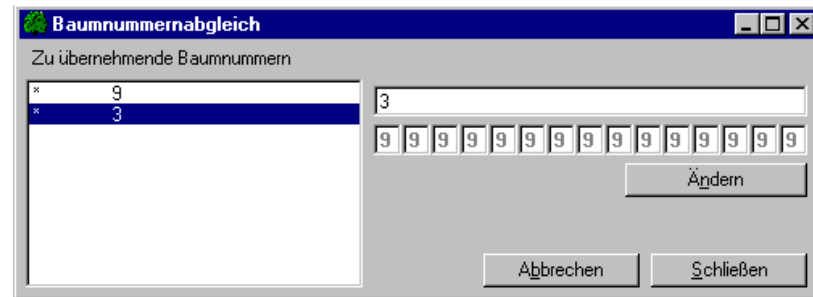 Baumnummernabgleich
Zu übernehmende Baumnummern
* 9
* 3
3
9 9 9 9 9 9 9 9 9 9 9 9 9 9 9
Ändern
Abbrechen
Schließen